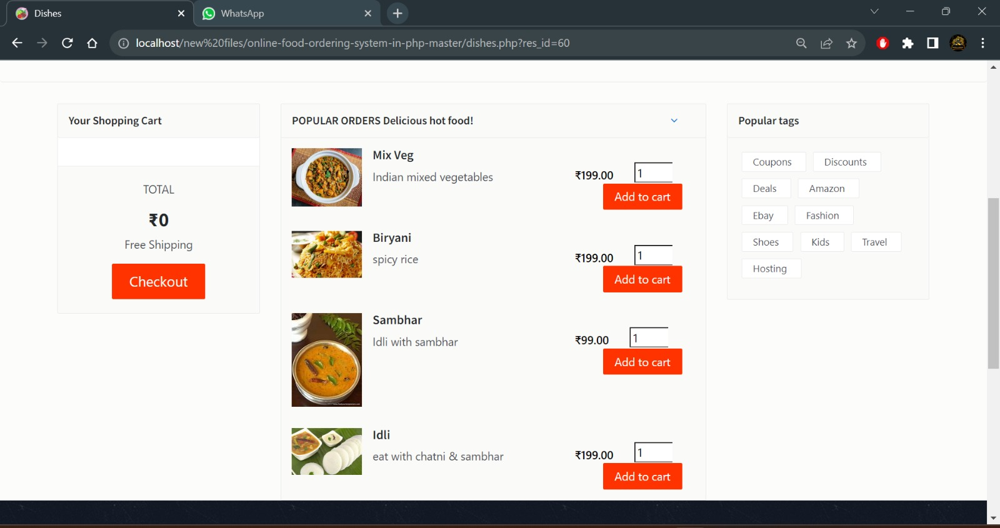 Dishes
WhatsApp
localhost/new%20files/online-food-ordering-system-in-php-master/dishes.php?res_id=60
Your Shopping Cart
TOTAL
₹0
Free Shipping
Checkout
POPULAR ORDERS Delicious hot food!
Mix Veg
Indian mixed vegetables
₹199.00 1
Add to cart
Biryani
spicy rice
₹199.00 1
Add to cart
Sambhar
Idli with sambhar
₹99.00 1
Add to cart
Idli
eat with chatni & sambhar
₹199.00 1
Add to cart
Popular tags
Coupons Discounts
Deals Amazon
Ebay Fashion
Shoes Kids Travel
Hosting